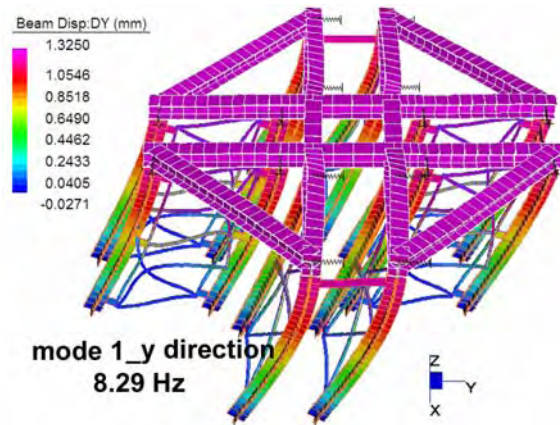 Beam Disp:DY (mm)
1.3250
1.0546
0.8518
0.6490
0.4462
0.2433
0.0405
-0.0271
mode 1_y direction
8.29 Hz
Z
Y
X